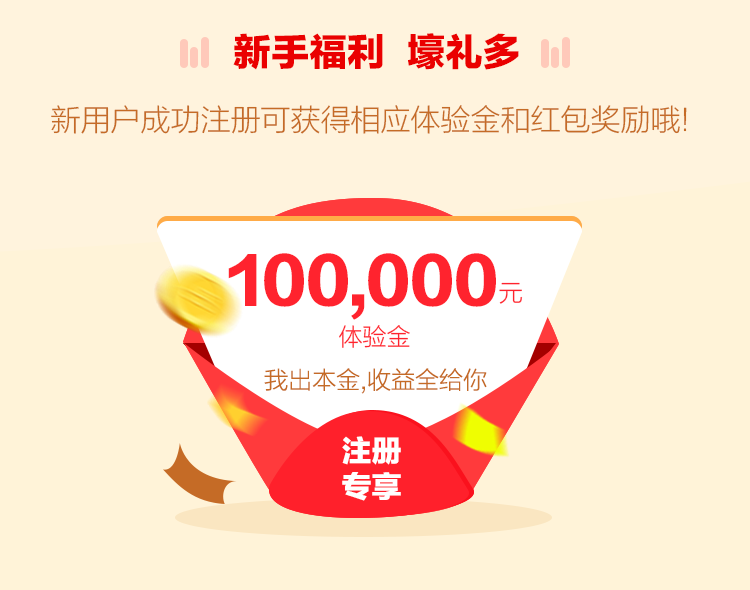 新手福利 壕礼多
新用户成功注册可获得相应体验金和红包奖励哦!
100,000元
体验金
我出本金,收益全给你
注册
专享